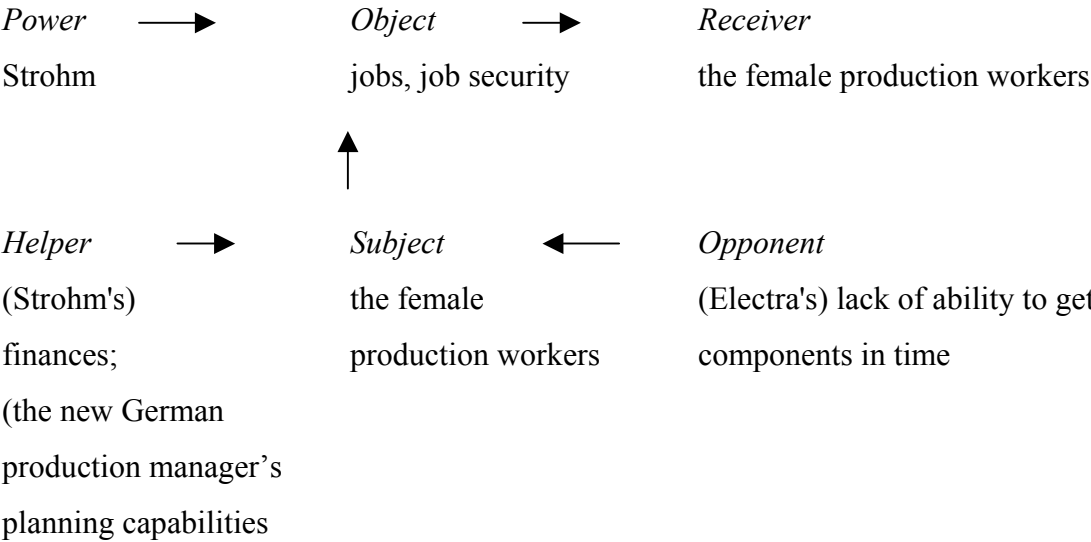 Power Object Receiver
Strohm jobs, job security the female production workers
Helper Subject Opponent
(Strohm's) the female (Electra's) lack of ability to get
finances; production workers components in time
(the new German
production manager’s
planning capabilities